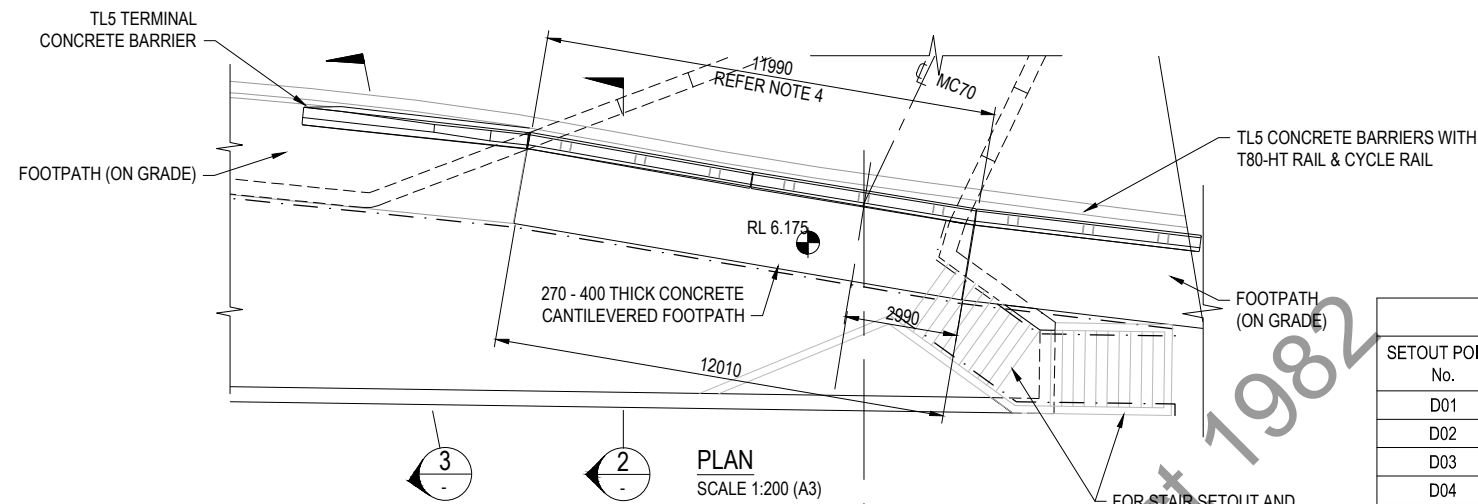 TL5 TERMINAL
CONCRETE BARRIER
11990
REFER NOTE 4
℄ MC70
TL5 CONCRETE BARRIERS WITH
T80-HT RAIL & CYCLE RAIL
FOOTPATH (ON GRADE)
RL 6.175
270 - 400 THICK CONCRETE
CANTILEVERED FOOTPATH
2990
FOOTPATH
(ON GRADE)
12010
3
-
2
-
PLAN
SCALE 1:200 (A3)
FOR STAIR SETOUT AND
SETOUT
No.
D01
D02
D03
D04
1982